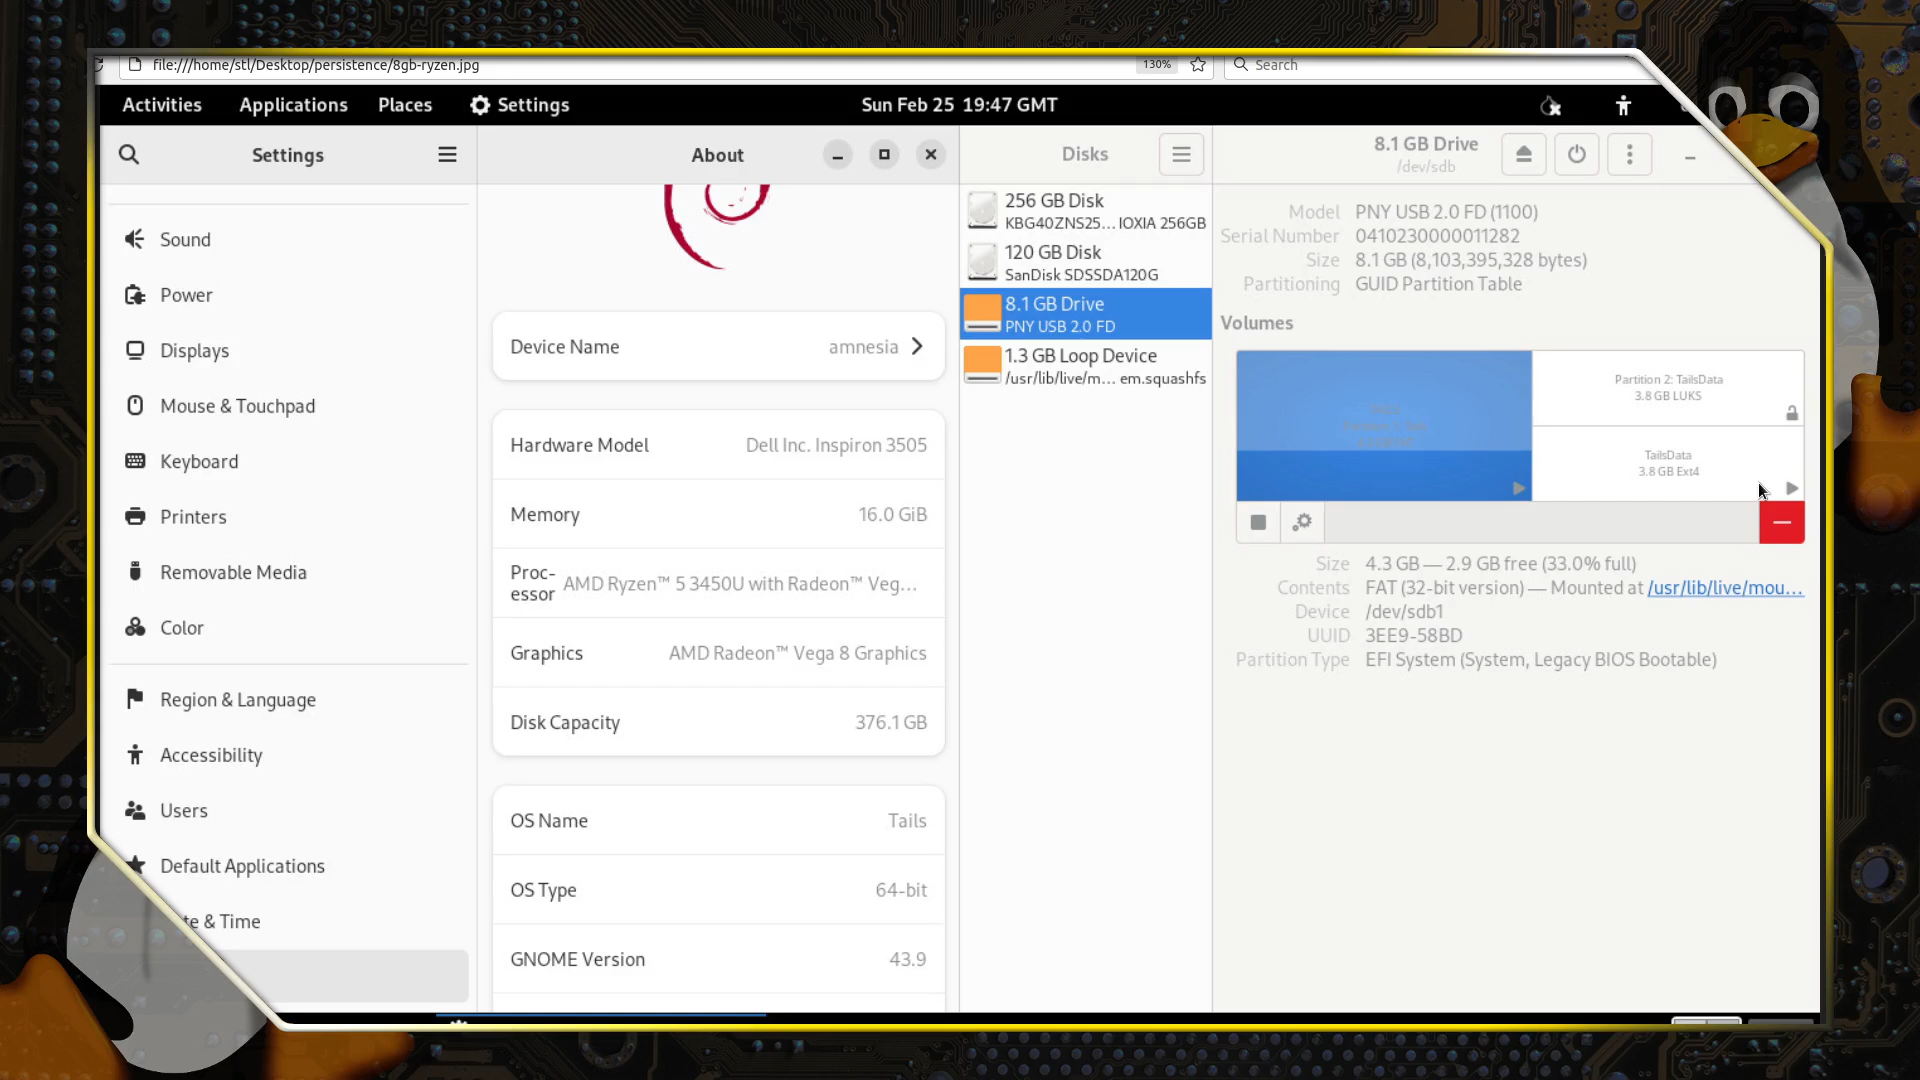 file:///home/stl/Desktop/persistence/8gb-ryzen.jpg
130%
Search
Activities
Applications
Places
Settings
Sun Feb 25 19:47 GMT
Settings
Sound
Power
Displays
Mouse & Touchpad
Keyboard
Printers
Removable Media
Color
Region & Language
Accessibility
Users
Default Applications
te & Time
About
Device Name
amnesia
Hardware Model
Dell Inc. Inspiron 3505
Memory
16.0 GiB
Proc-
essor
AMD Ryzen™ 5 3450U with Radeon™ Veg...
Graphics
AMD Radeon™ Vega 8 Graphics
Disk Capacity
376.1 GB
OS Name
Tails
OS Type
64-bit
GNOME Version
43.9
Disks
256 GB Disk
KBG40ZNS25... IOXIA 256GB
120 GB Disk
SanDisk SDSSDA120G
8.1 GB Drive
PNY USB 2.0 FD
1.3 GB Loop Device
/usr/lib/live/m... em.squashfs
8.1 GB Drive
/dev/sdb
Model PNY USB 2.0 FD (1100)
Serial Number 0410230000011282
Size 8.1 GB (8,103,395,328 bytes)
Partitioning GUID Partition Table
Volumes
Partition 2: TailsData
3.8 GB LUKS
TailsData
3.8 GB Ext4
Size 4.3 GB — 2.9 GB free (33.0% full)
Contents FAT (32-bit version) — Mounted at /usr/lib/live/mou...
Device /dev/sdb1
UUID 3EE9-58BD
Partition Type EFI System (System, Legacy BIOS Bootable)